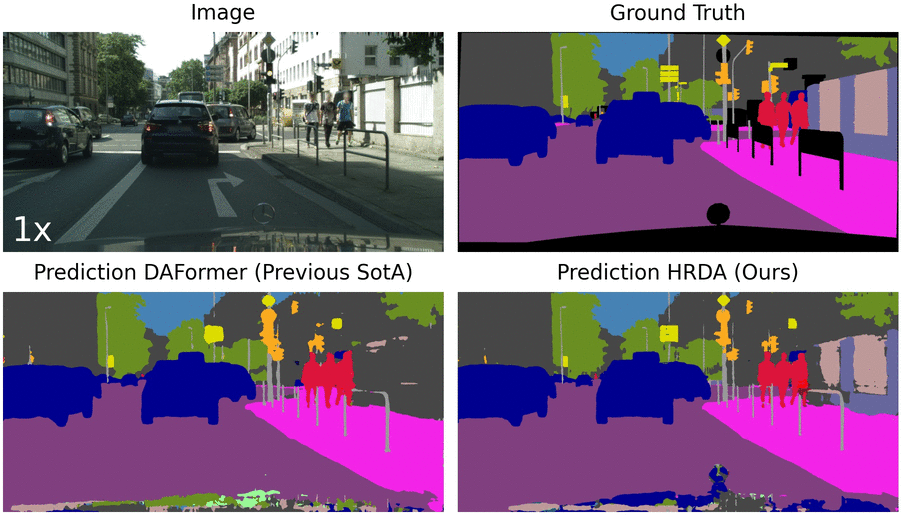 Image
Ground Truth
1x
Prediction DAFormer (Previous SotA)
Prediction HRDA (Ours)